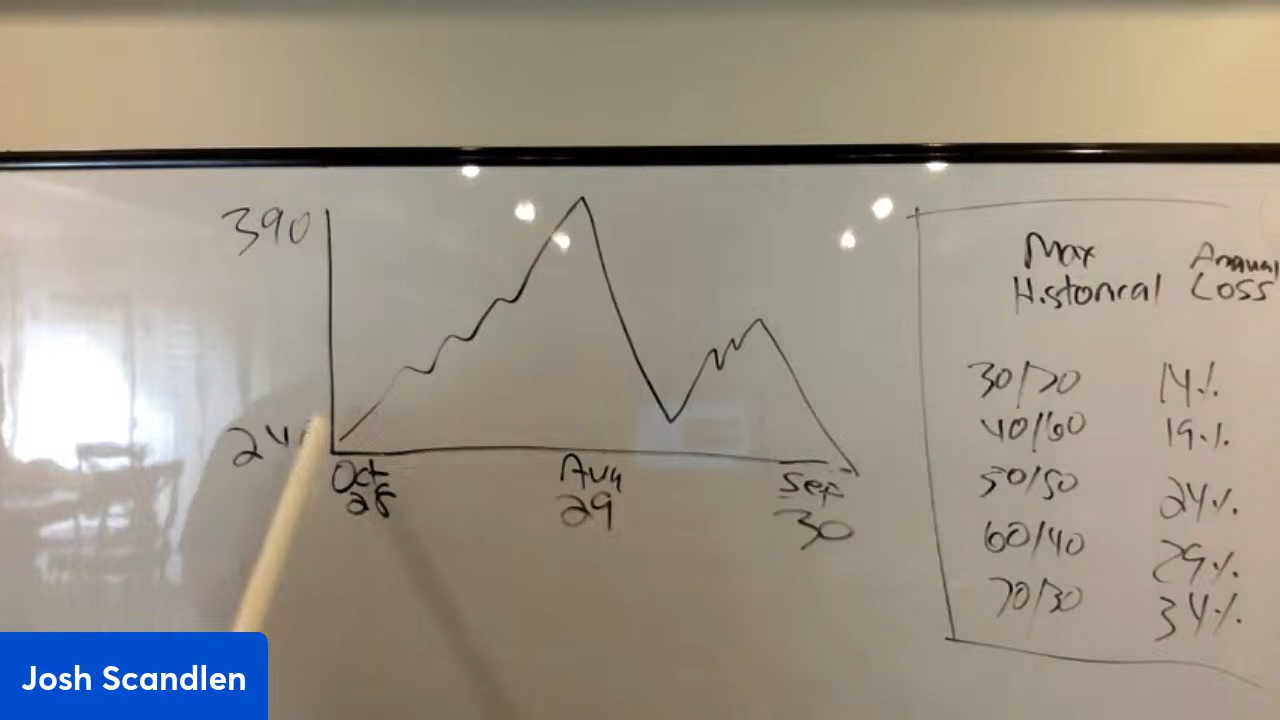 390
24
Oct
28
Aug
29
Sep
30
Max Annual
Historical Loss
30/70 14%
40/60 19%
50/50 24%
60/40 29%
70/30 34%
Josh Scandlen